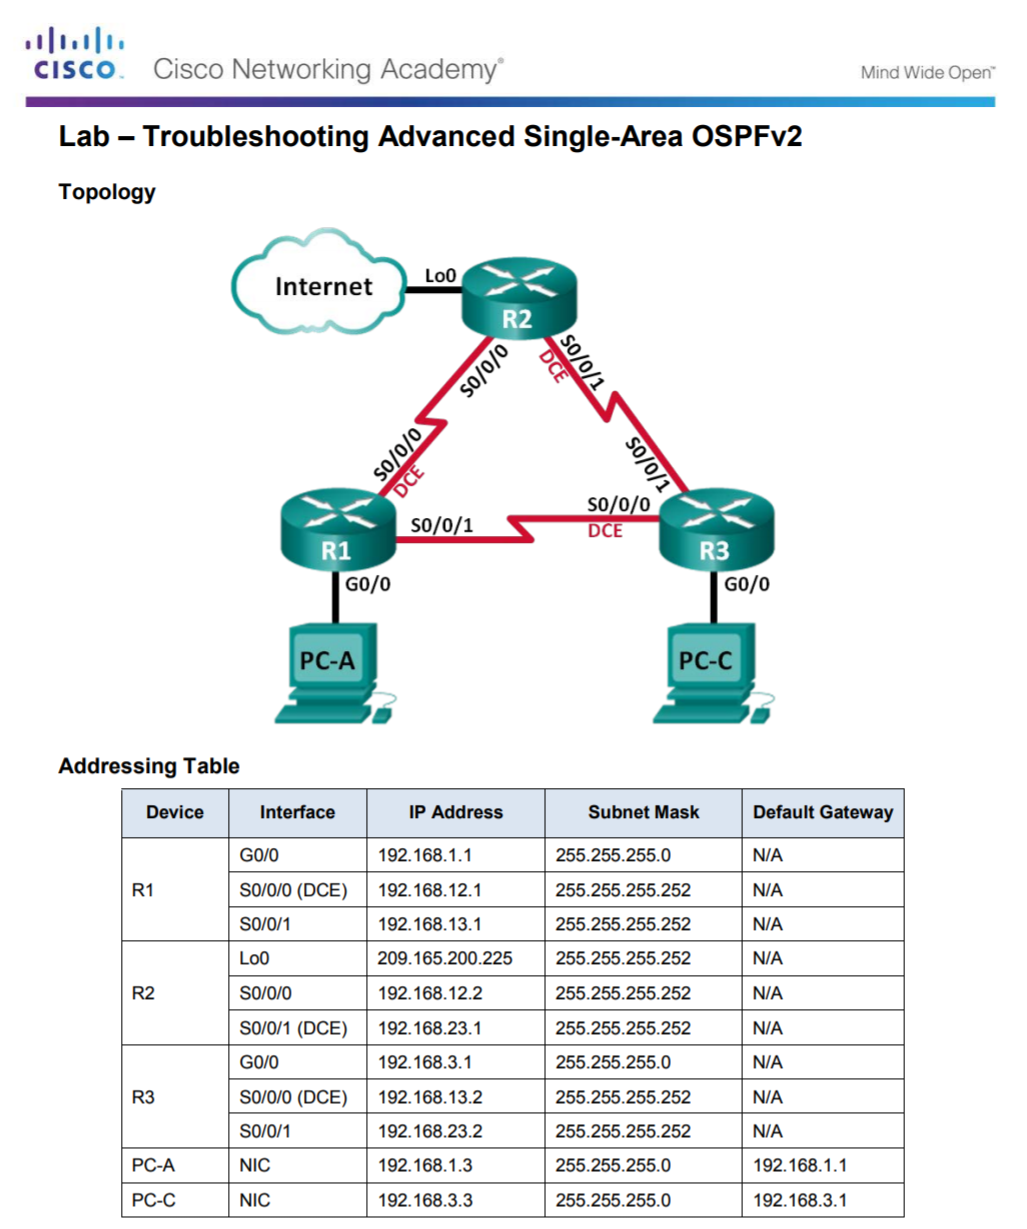 CISCO. Cisco Networking Academy® Mind Wide Open™
Lab – Troubleshooting Advanced Single-Area OSPFv2
Topology
Internet
Lo0
R2
S0/0/0
DCE
S0/0/1
S0/0/0
DCE
S0/0/1
R1
S0/0/1
S0/0/0
DCE
R3
G0/0
G0/0
PC-A
PC-C
Addressing Table
Device Interface IP Address Subnet Mask Default Gateway
R1
G0/0 192.168.1.1 255.255.255.0 N/A
S0/0/0 (DCE) 192.168.12.1 255.255.255.252 N/A
S0/0/1 192.168.13.1 255.255.255.252 N/A
R2
Lo0 209.165.200.225 255.255.255.252 N/A
S0/0/0 192.168.12.2 255.255.255.252 N/A
S0/0/1 (DCE) 192.168.23.1 255.255.255.252 N/A
R3
G0/0 192.168.3.1 255.255.255.0 N/A
S0/0/0 (DCE) 192.168.13.2 255.255.255.252 N/A
S0/0/1 192.168.23.2 255.255.255.252 N/A
PC-A NIC 192.168.1.3 255.255.255.0 192.168.1.1
PC-C NIC 192.168.3.3 255.255.255.0 192.168.3.1